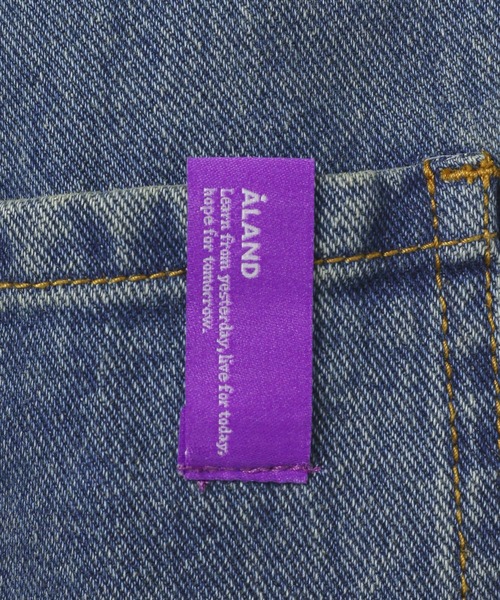 ÅLAND
Learn from yesterday, live for today,
hope for tomorrow.